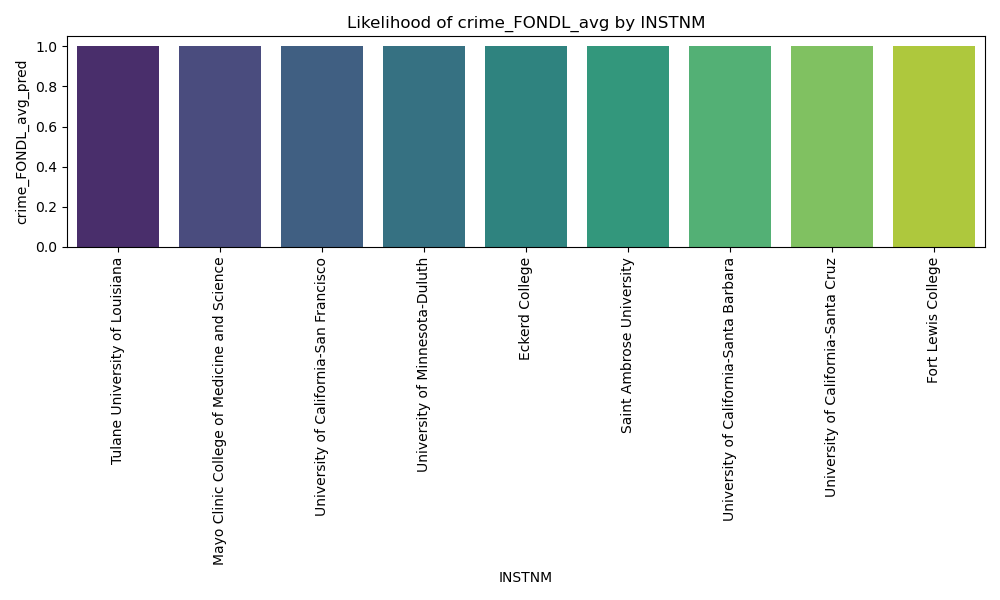 Likelihood of crime_FONDL_avg by INSTNM
crime_FONDL_avg_pred
1.0
0.8
0.6
0.4
0.2
0.0
Tulane University of Louisiana
Mayo Clinic College of Medicine and Science
University of California-San Francisco
University of Minnesota-Duluth
Eckerd College
Saint Ambrose University
University of California-Santa Barbara
University of California-Santa Cruz
Fort Lewis College
INSTNM